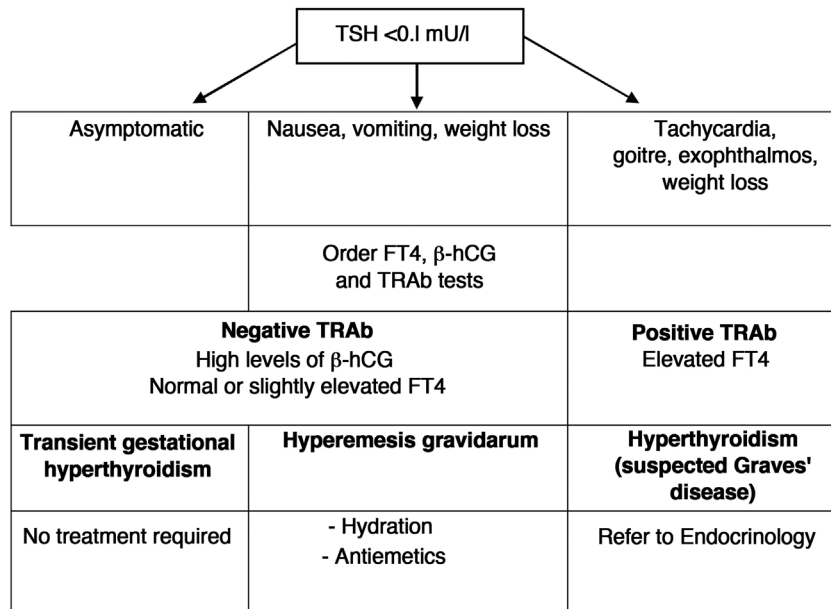 TSH <0.l mU/l
Asymptomatic
Nausea, vomiting, weight loss
Tachycardia,
goitre, exophthalmos,
weight loss
Order FT4, β-hCG
and TRAb tests
Negative TRAb
High levels of β-hCG
Normal or slightly elevated FT4
Positive TRAb
Elevated FT4
Transient gestational
hyperthyroidism
Hyperemesis gravidarum
Hyperthyroidism
(suspected Graves'
disease)
No treatment required
- Hydration
- Antiemetics
Refer to Endocrinology